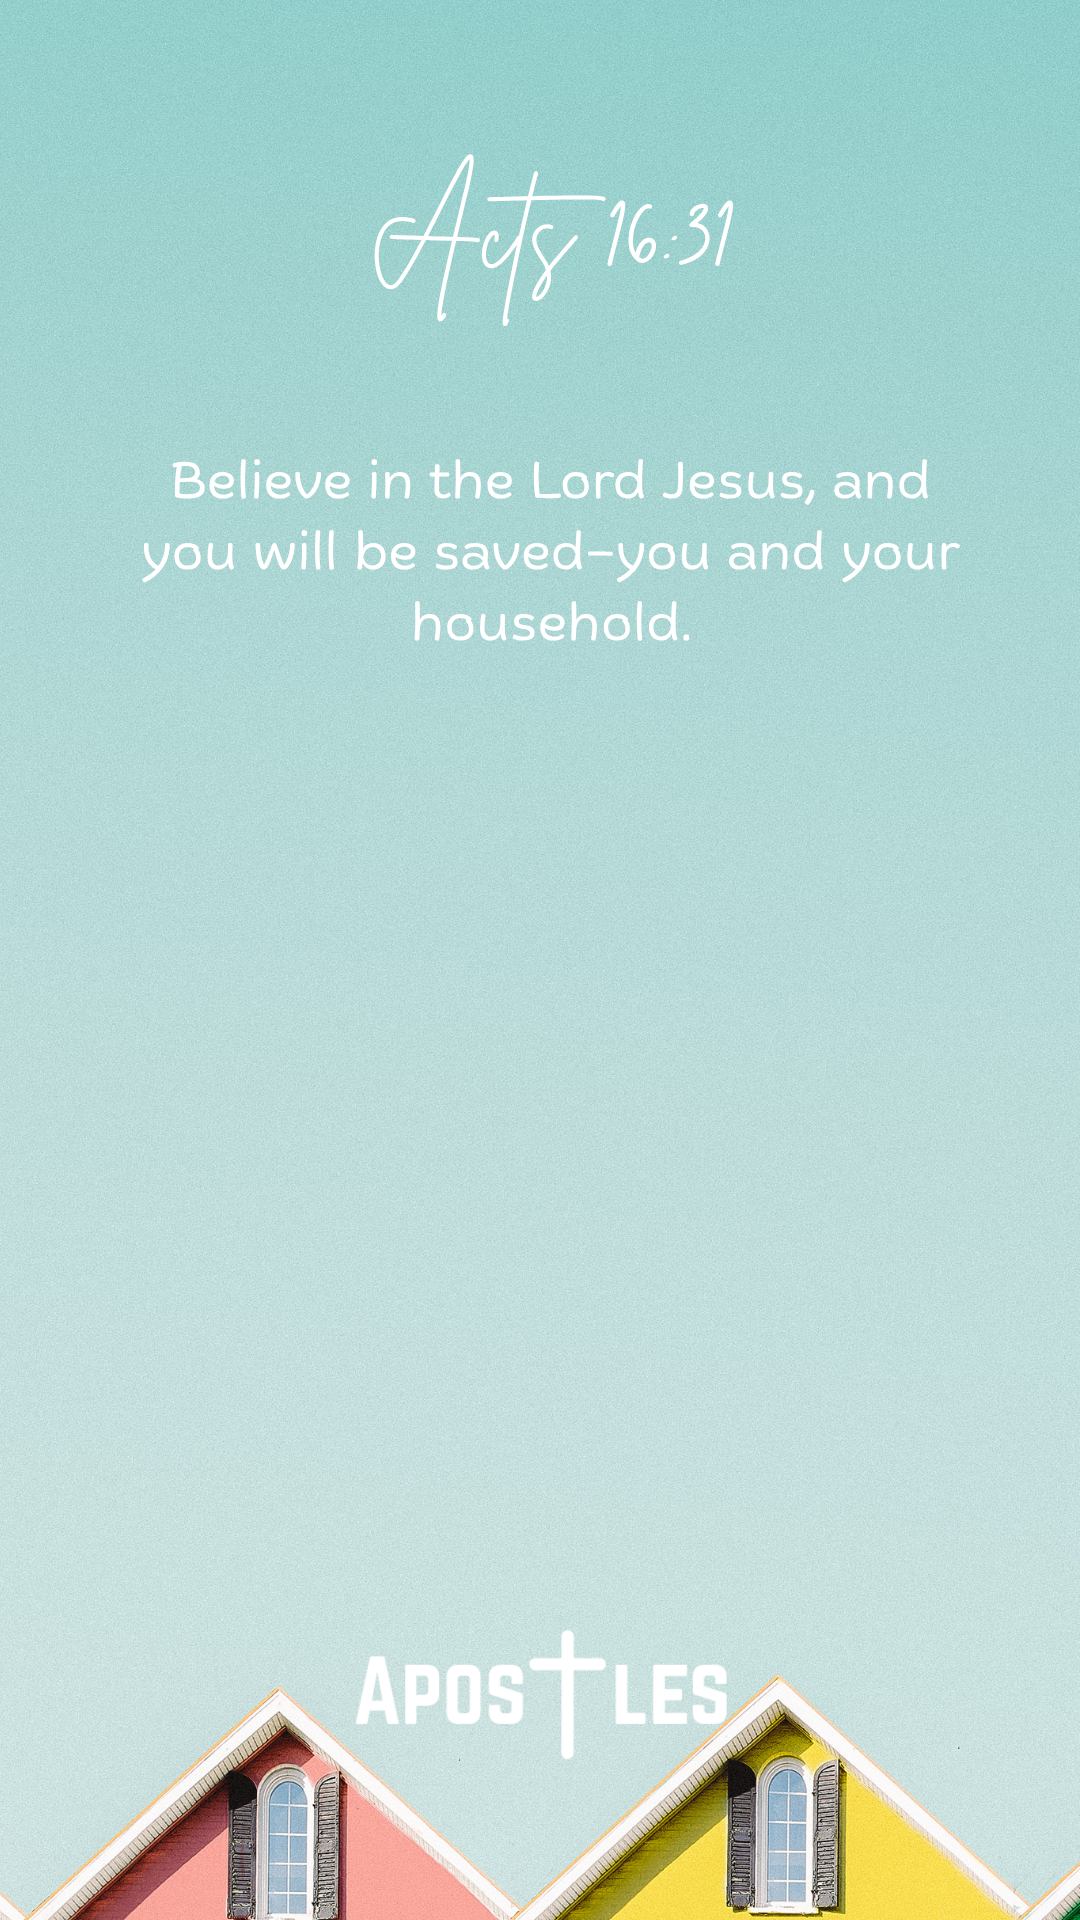 Acts 16:31
Believe in the Lord Jesus, and
you will be saved–you and your
household.
APOSTLES